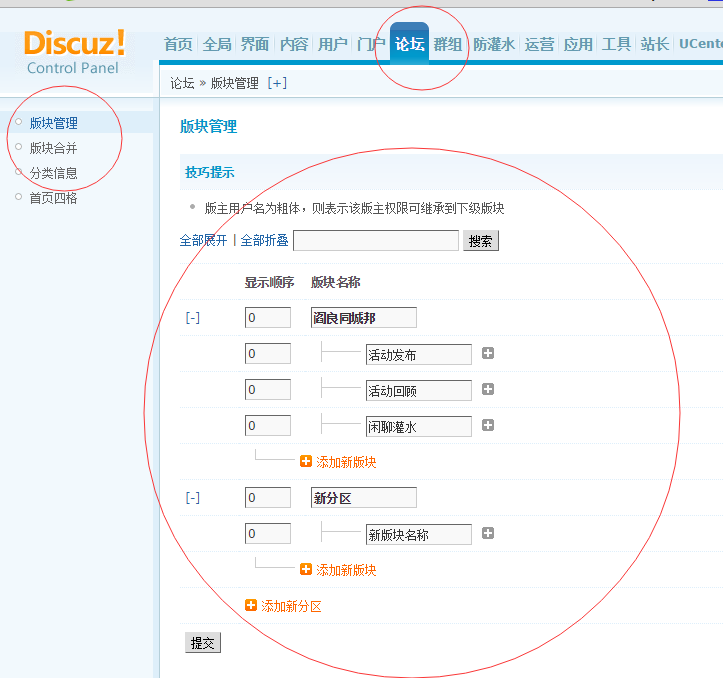 Discuz!
Control Panel
首页 全局 界面 内容 用户 门户 论坛 群组 防灌水 运营 应用 工具 站长 UCente
论坛 » 版块管理 [+]
版块管理
版块合并
分类信息
首页四格
版块管理
技巧提示
版主用户名为粗体，则表示该版主权限可继承到下级版块
全部展开 | 全部折叠 搜索
显示顺序 版块名称
[-] 0 阎良同城邦
0 活动发布
0 活动回顾
0 闲聊灌水
添加新版块
[-] 0 新分区
0 新版块名称
添加新版块
添加新分区
提交